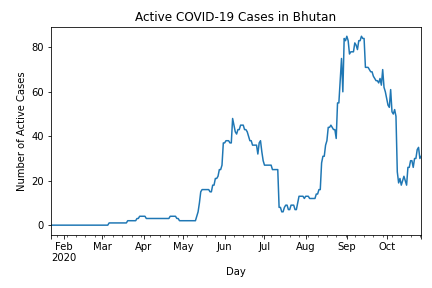 Active COVID-19 Cases in Bhutan
Number of Active Cases
80
60
40
20
0
Feb Mar Apr May Jun Jul Aug Sep Oct
2020
Day